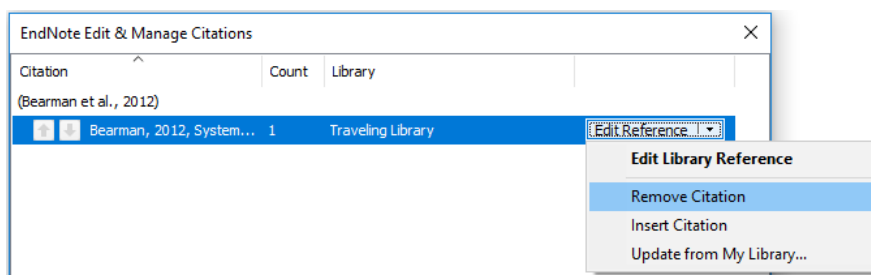 EndNote Edit & Manage Citations
Citation Count Library
(Bearman et al., 2012)
Bearman, 2012, System... 1 Traveling Library Edit Reference
Edit Library Reference
Remove Citation
Insert Citation
Update from My Library...